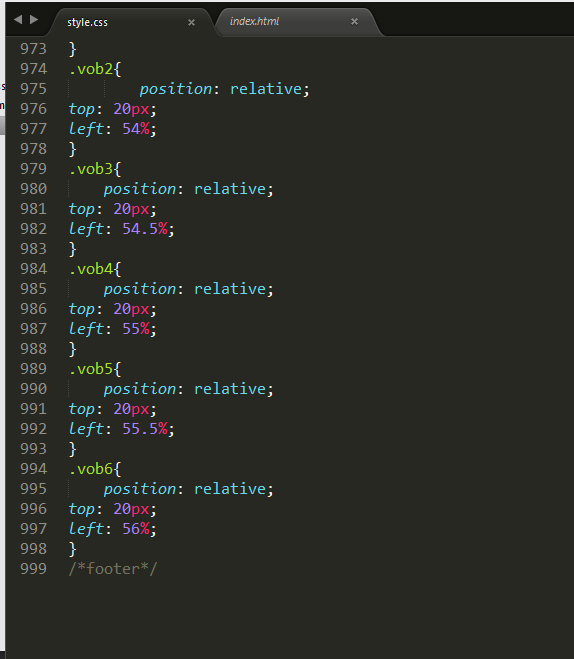 style.css × index.html ×
973 }
974 .vob2{
975 position: relative;
976 top: 20px;
977 left: 54%;
978 }
979 .vob3{
980 position: relative;
981 top: 20px;
982 left: 54.5%;
983 }
984 .vob4{
985 position: relative;
986 top: 20px;
987 left: 55%;
988 }
989 .vob5{
990 position: relative;
991 top: 20px;
992 left: 55.5%;
993 }
994 .vob6{
995 position: relative;
996 top: 20px;
997 left: 56%;
998 }
999 /*footer*/